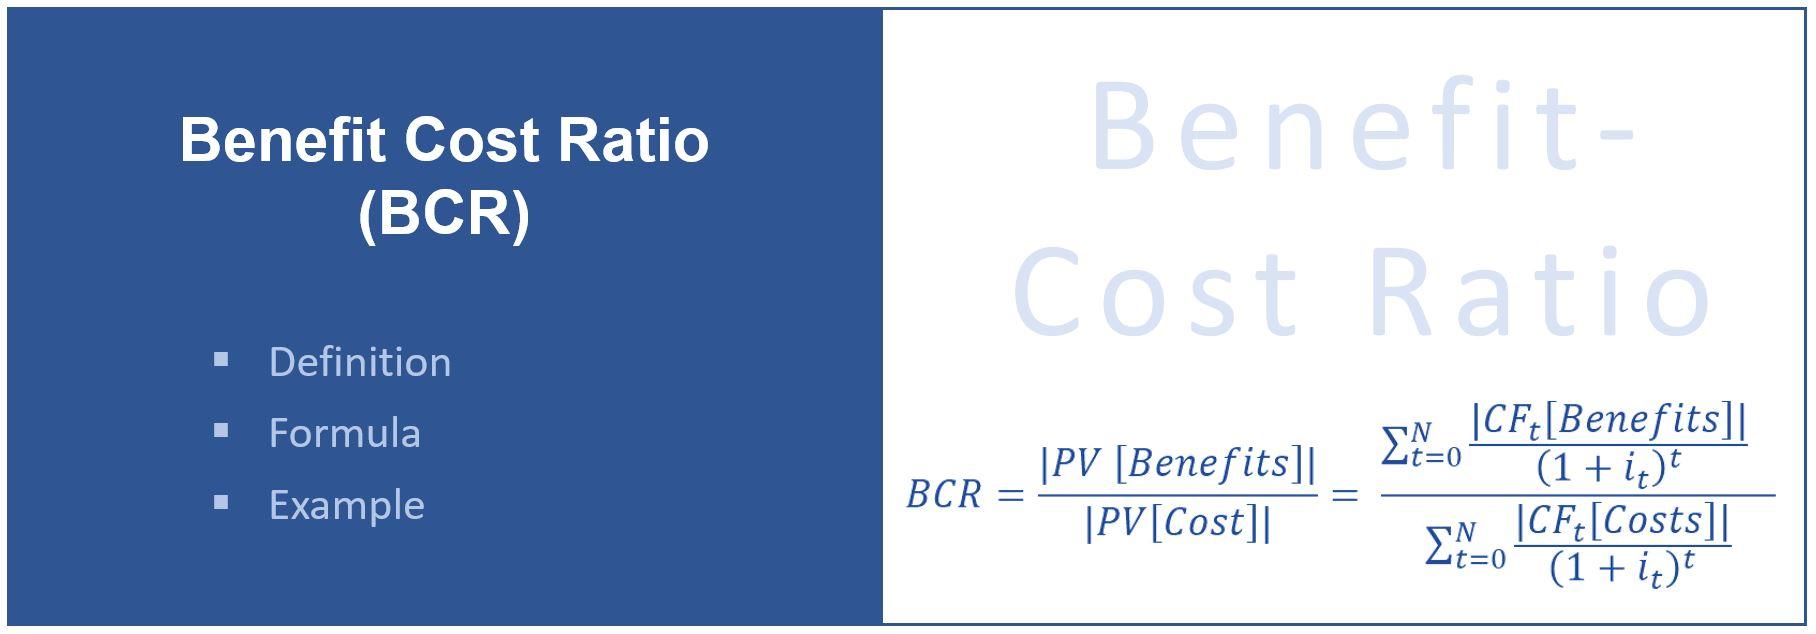 Benefit Cost Ratio
(BCR)
▪ Definition
▪ Formula
▪ Example
Benefit-
Cost Ratio
$BCR = \frac{|PV\ [Benefits]|}{|PV[Cost]|} = \frac{\sum_{t=0}^{N} \frac{|CF_t[Benefits]|}{(1 + i_t)^t}}{\sum_{t=0}^{N} \frac{|CF_t[Costs]|}{(1 + i_t)^t}}$